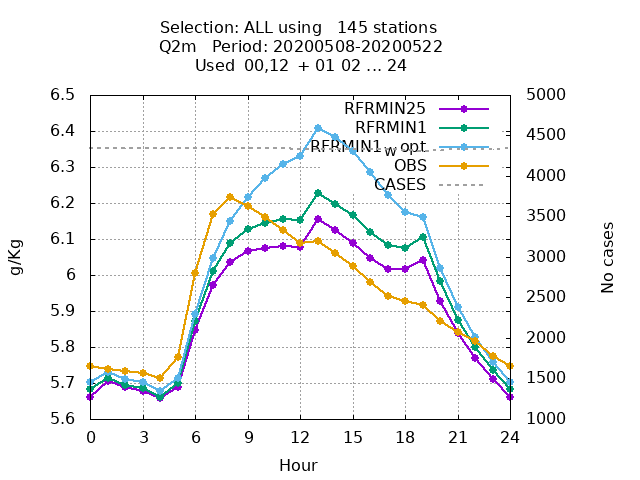 Selection: ALL using   145 stations
Q2m   Period: 20200508-20200522
Used  00,12  + 01 02 ... 24
6.5
6.4
6.3
6.2
6.1
6
5.9
5.8
5.7
5.6
g/Kg
RFRMIN25
RFRMIN1
RFRMIN1_W_opt
OBS
CASES
5000
4500
4000
3500
3000
2500
2000
1500
1000
No cases
0 3 6 9 12 15 18 21 24
Hour